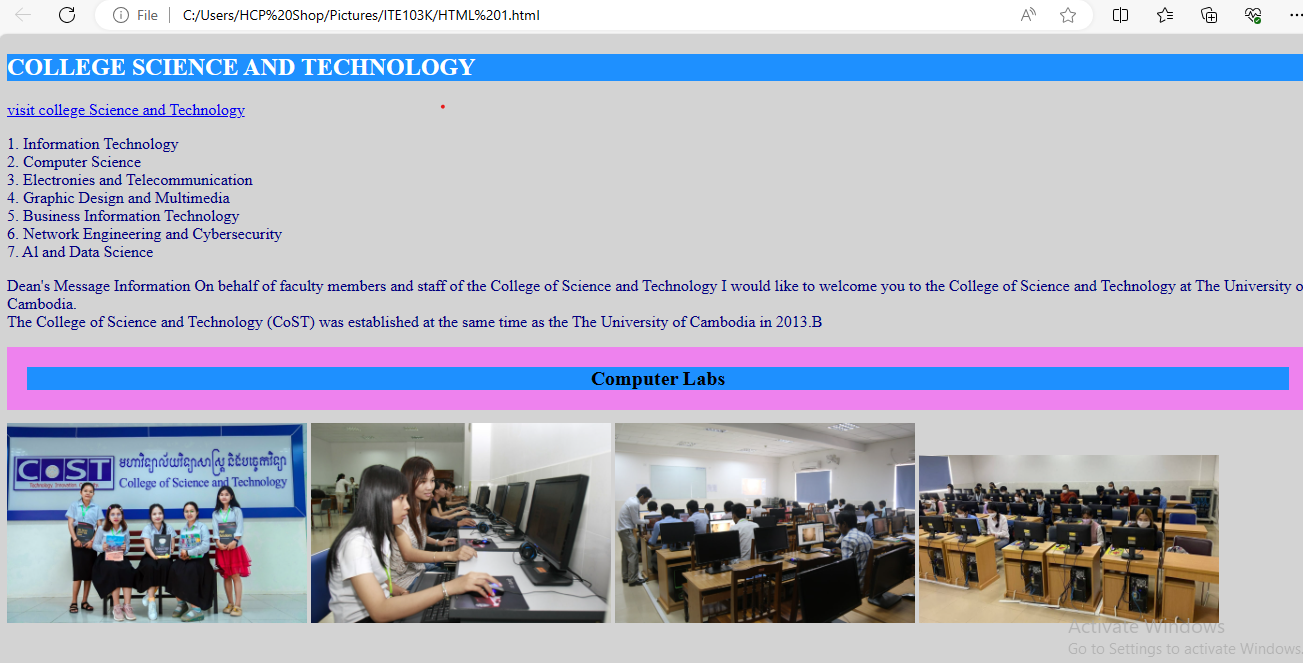 File
C:/Users/HCP%20Shop/Pictures/ITE103K/HTML%201.html
COLLEGE SCIENCE AND TECHNOLOGY
visit college Science and Technology
1. Information Technology
2. Computer Science
3. Electronies and Telecommunication
4. Graphic Design and Multimedia
5. Business Information Technology
6. Network Engineering and Cybersecurity
7. Al and Data Science
Dean's Message Information On behalf of faculty members and staff of the College of Science and Technology I would like to welcome you to the College of Science and Technology at The University o
Cambodia.
The College of Science and Technology (CoST) was established at the same time as the The University of Cambodia in 2013.B
Computer Labs
CoST
មហាវិទ្យាល័យវិទ្យាសាស្ត្រ និងបច្ចេកវិទ្យា
College of Science and Technology
Activate Windows
Go to Settings to activate Windows.